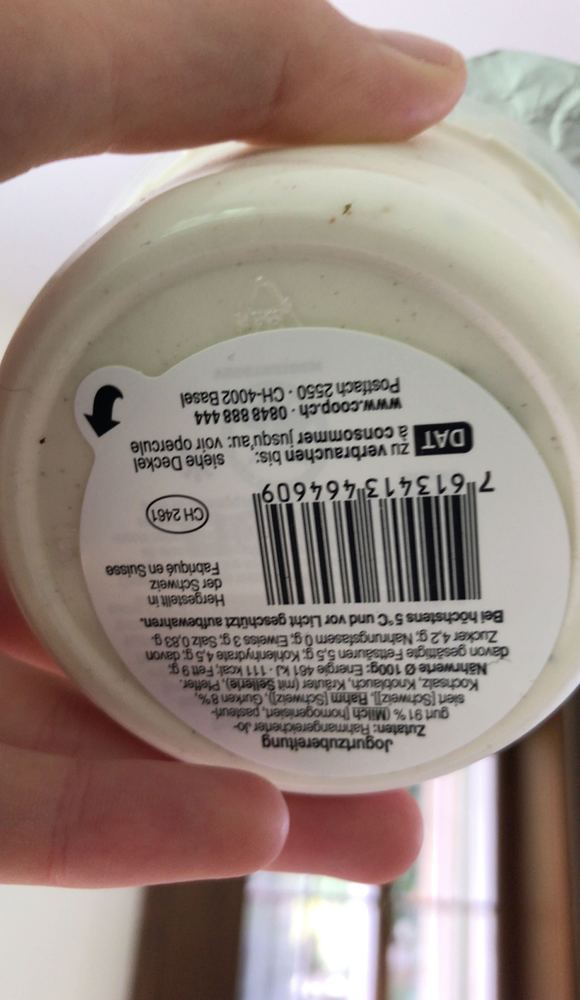 Jogurtzubereitung
Zutaten: Rahmangereicherter Jo-
gurt 91 % (Milch [homogenisiert, pasteuri-
siert [Schweiz]], Rahm [Schweiz]), Gurken 8%,
Kochsalz, Knoblauch, Kräuter (mit Sellerie), Pfeffer.
Nährwerte Ø 100g: Energie 461 kJ · 111 kcal; Fett 9 g,
davon gesättigte Fettsäuren 5,5 g; Kohlenhydrate 4,5 g; davon
Zucker 4,2 g; Nahrungsfasern 0 g; Eiweiss 3 g; Salz 0,83 g.
Bei höchstens 5°C und vor Licht geschützt aufbewahren.
Hergestellt in
der Schweiz
Fabriqué en Suisse
CH 2461
7 613413 464609
DAT
zu verbrauchen bis: siehe Deckel
à consommer jusqu'au: voir opercule
www.coop.ch · 0848 888 444
Postfach 2550 · CH-4002 Basel